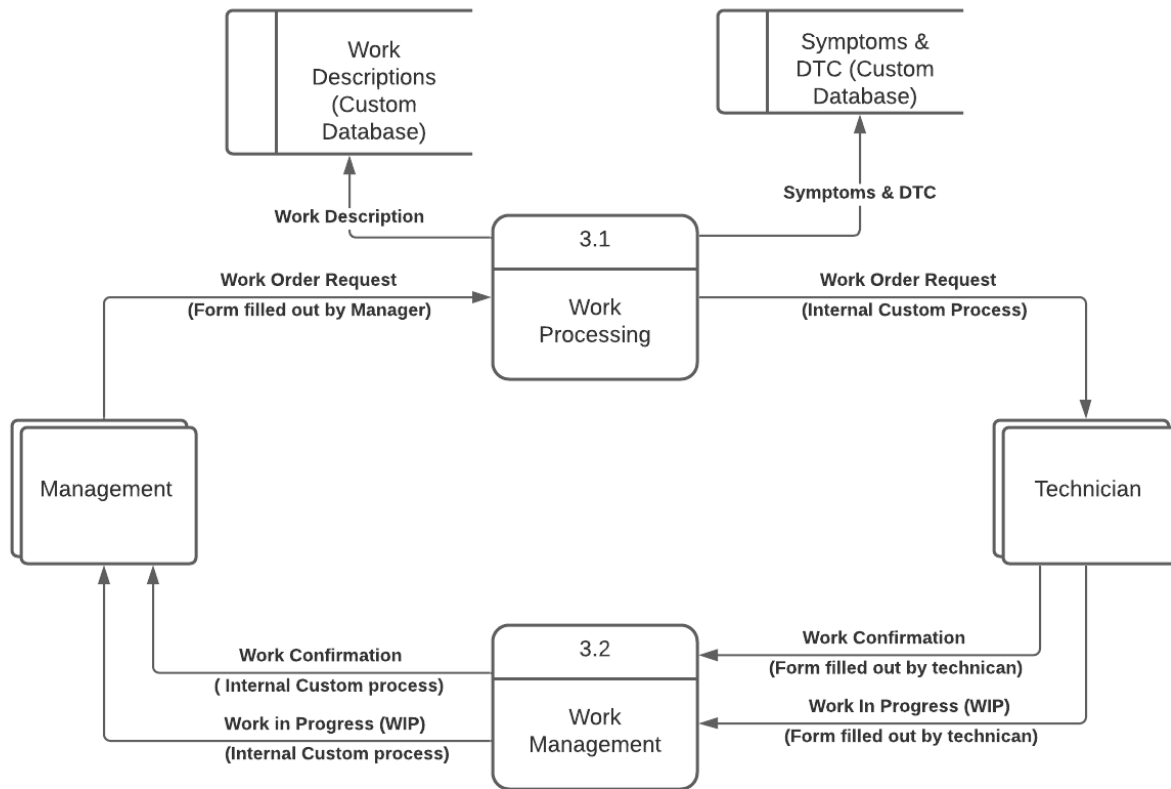 Work
Descriptions
(Custom
Database)
Symptoms &
DTC (Custom
Database)
Work Description
Symptoms & DTC
3.1
Work
Processing
Work Order Request
(Form filled out by Manager)
Work Order Request
(Internal Custom Process)
Management
Technician
3.2
Work
Management
Work Confirmation
( Internal Custom process)
Work in Progress (WIP)
(Internal Custom process)
Work Confirmation
(Form filled out by technican)
Work In Progress (WIP)
(Form filled out by technican)